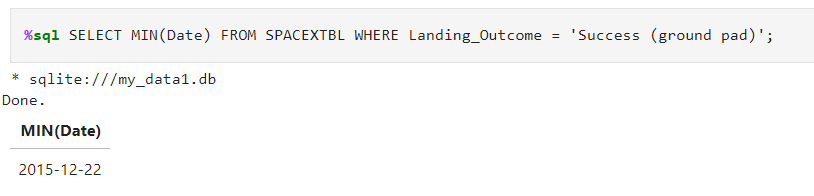 %sql SELECT MIN(Date) FROM SPACEXTBL WHERE Landing_Outcome = 'Success (ground pad)';
* sqlite:///my_data1.db
Done.
MIN(Date)
2015-12-22